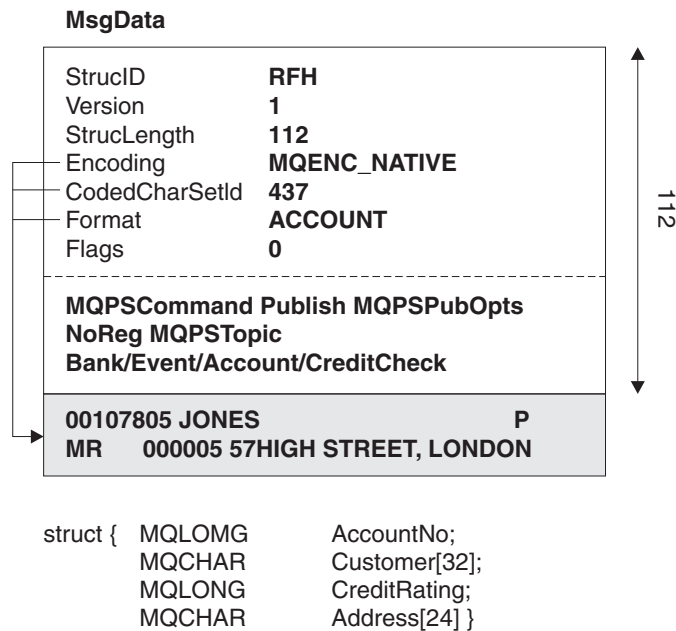 MsgData
StrucID RFH
Version 1
StrucLength 112
Encoding MQENC_NATIVE
CodedCharSetId 437
Format ACCOUNT
Flags 0
112
MQPSCommand Publish MQPSPubOpts
NoReg MQPSTopic
Bank/Event/Account/CreditCheck
00107805 JONES P
MR 000005 57HIGH STREET, LONDON
struct { MQLOMG AccountNo;
MQCHAR Customer[32];
MQLONG CreditRating;
MQCHAR Address[24] }